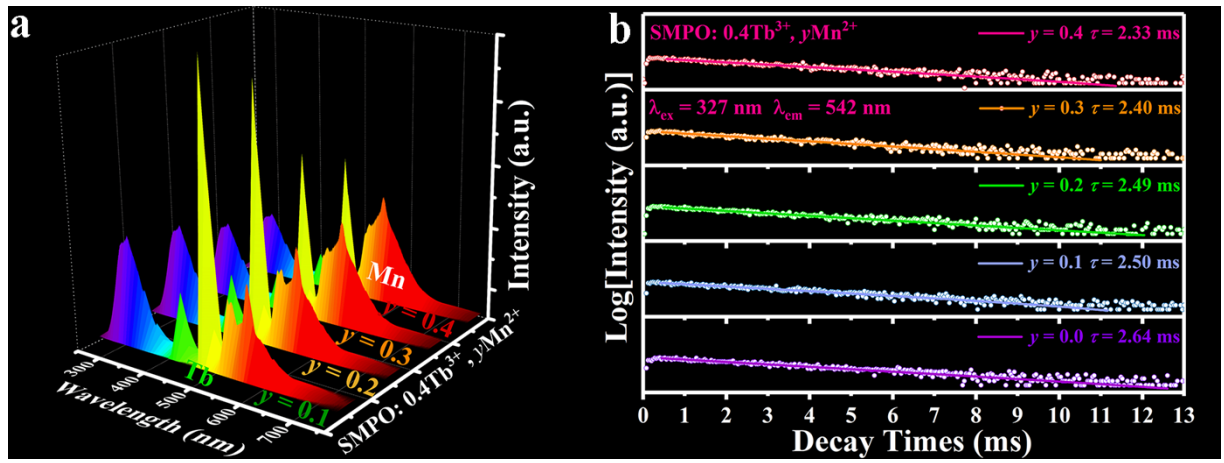 a
Intensity (a.u.)
Mn
Tb
y = 0.4
y = 0.3
y = 0.2
y = 0.1
300
400
500
600
700
Wavelength (nm)
SMPO: 0.4Tb³⁺, yMn²⁺
b
SMPO: 0.4Tb³⁺, yMn²⁺
y = 0.4 τ = 2.33 ms
λex = 327 nm λem = 542 nm
y = 0.3 τ = 2.40 ms
y = 0.2 τ = 2.49 ms
y = 0.1 τ = 2.50 ms
y = 0.0 τ = 2.64 ms
Log[Intensity (a.u.)]
0 1 2 3 4 5 6 7 8 9 10 11 12 13
Decay Times (ms)